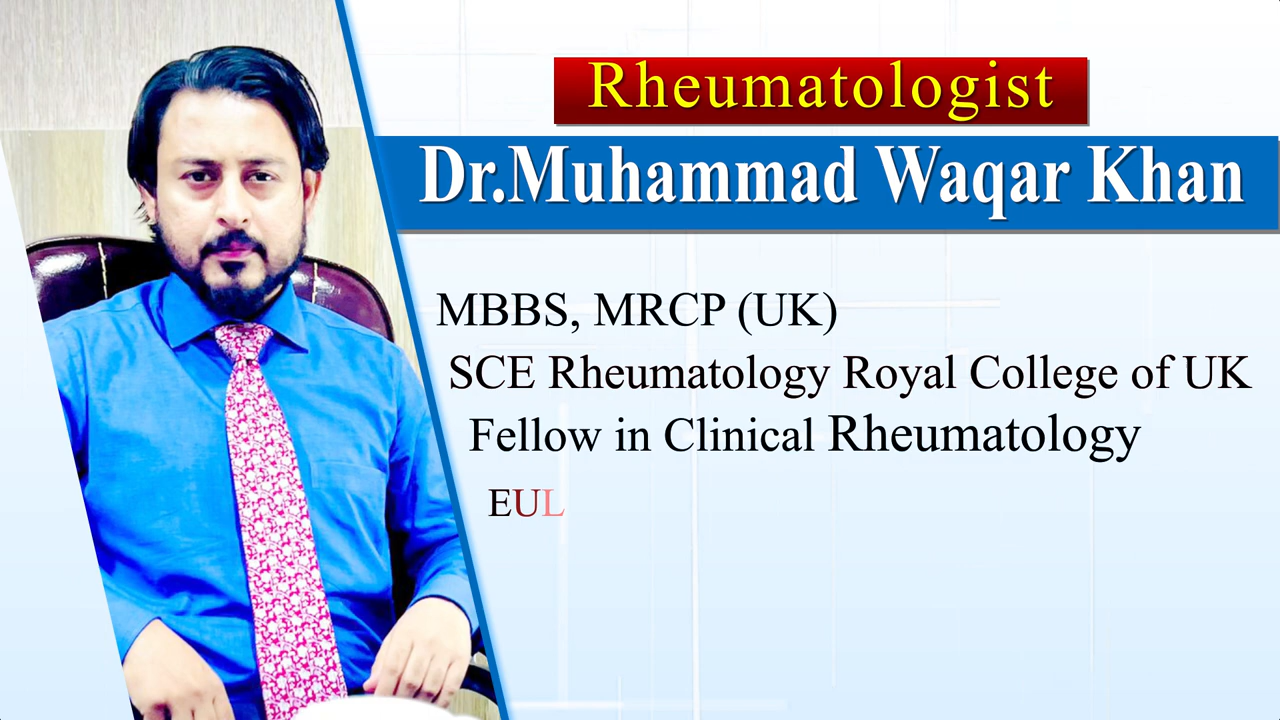 Rheumatologist
Dr.Muhammad Waqar Khan
MBBS, MRCP (UK)
SCE Rheumatology Royal College of UK
Fellow in Clinical Rheumatology
EUL